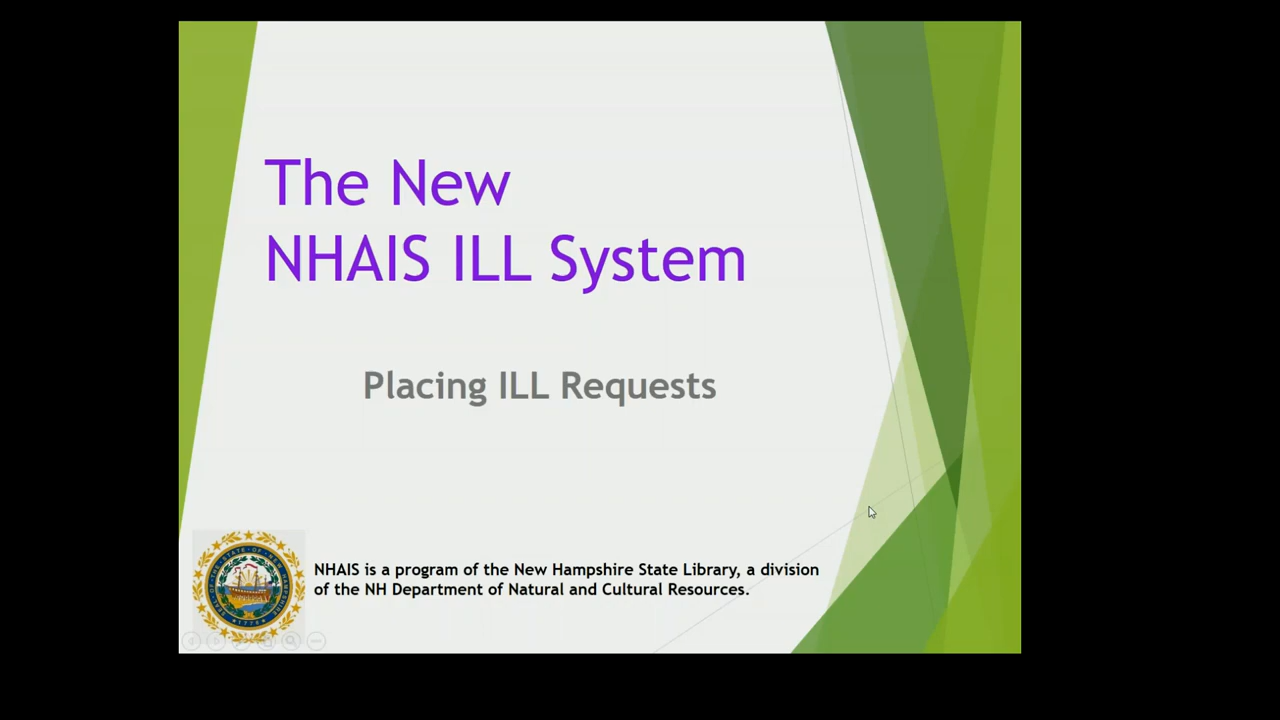 The New
NHAIS ILL System
Placing ILL Requests
NHAIS is a program of the New Hampshire State Library, a division
of the NH Department of Natural and Cultural Resources.